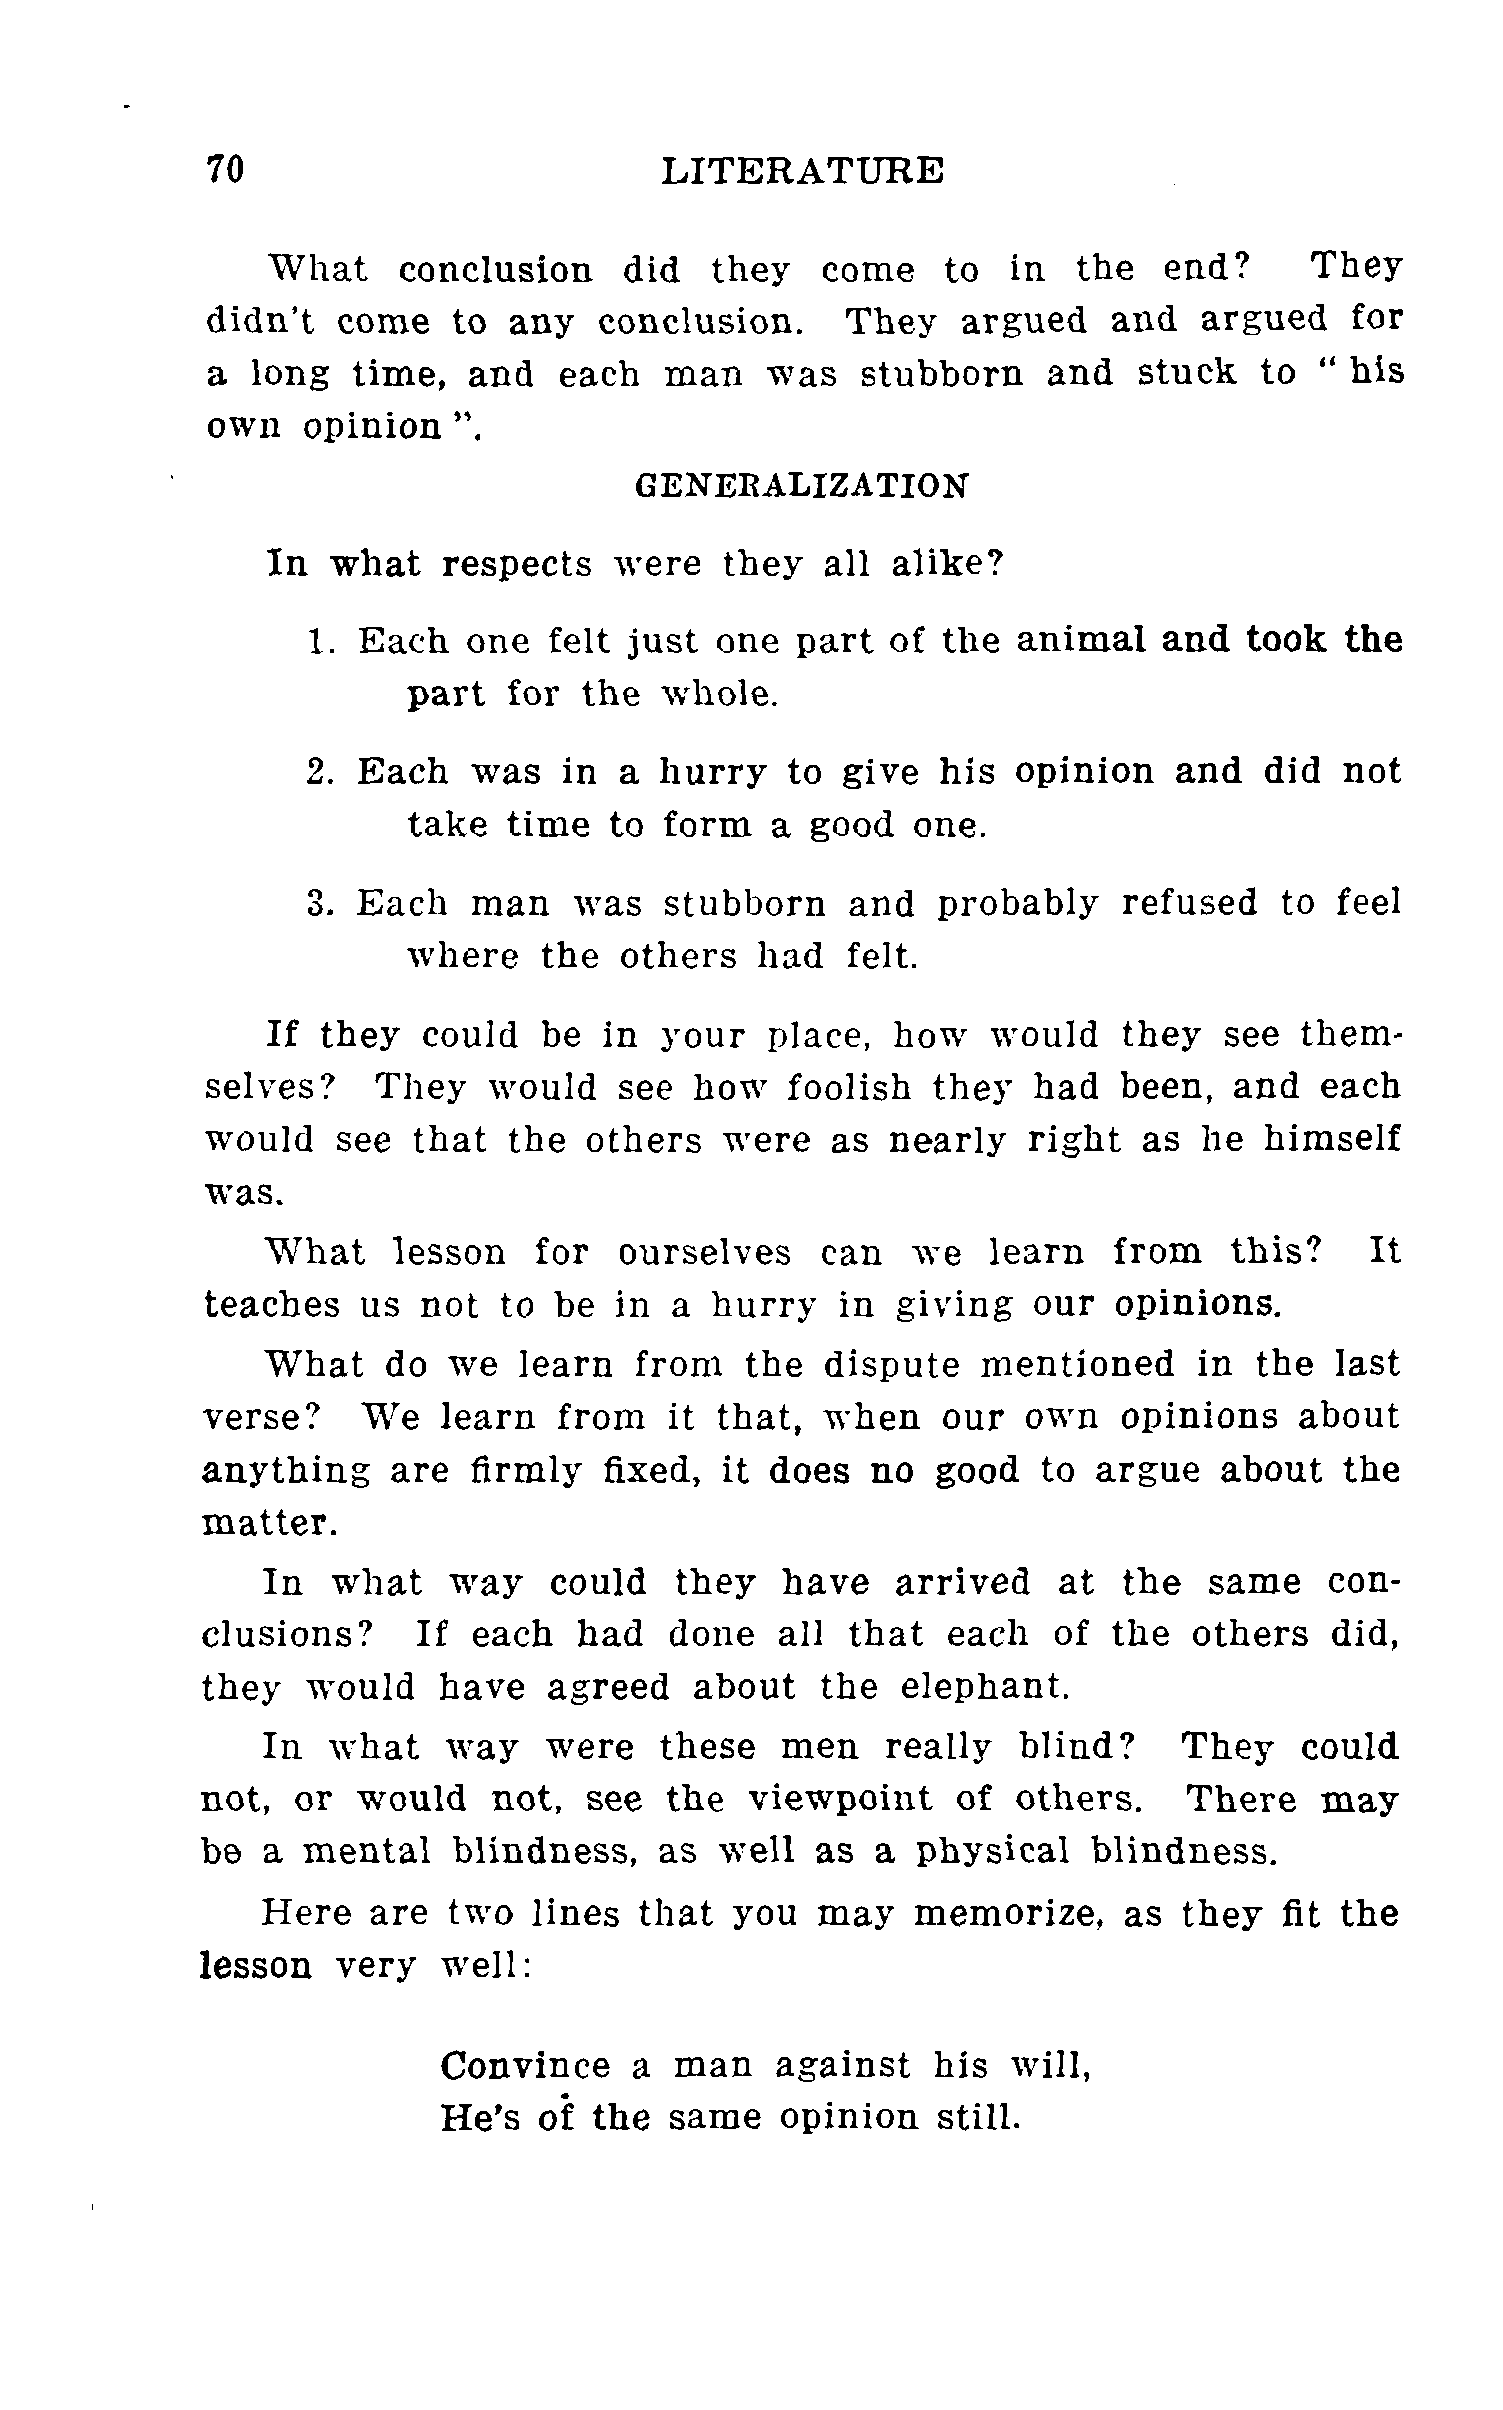 70 LITERATURE
What conclusion did they come to in the end? They
didn't come to any conclusion. They argued and argued for
a long time, and each man was stubborn and stuck to " his
own opinion ".
GENERALIZATION
In what respects were they all alike?
1. Each one felt just one part of the animal and took the
part for the whole.
2. Each was in a hurry to give his opinion and did not
take time to form a good one.
3. Each man was stubborn and probably refused to feel
where the others had felt.
If they could be in your place, how would they see them-
selves? They would see how foolish they had been, and each
would see that the others were as nearly right as he himself
was.
What lesson for ourselves can we learn from this? It
teaches us not to be in a hurry in giving our opinions.
What do we learn from the dispute mentioned in the last
verse? We learn from it that, when our own opinions about
anything are firmly fixed, it does no good to argue about the
matter.
In what way could they have arrived at the same con-
clusions? If each had done all that each of the others did,
they would have agreed about the elephant.
In what way were these men really blind? They could
not, or would not, see the viewpoint of others. There may
be a mental blindness, as well as a physical blindness.
Here are two lines that you may memorize, as they fit the
lesson very well:
Convince a man against his will,
He's of the same opinion still.